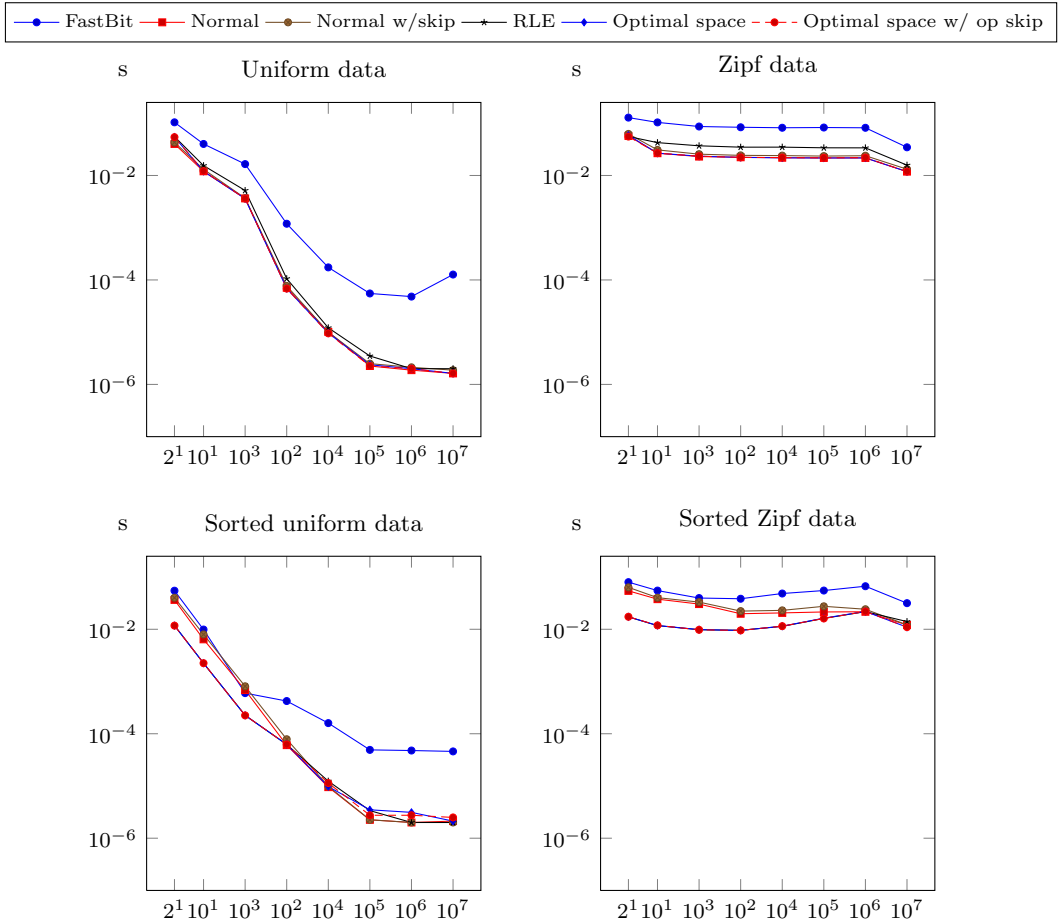 FastBit Normal Normal w/skip RLE Optimal space Optimal space w/ op skip
s Uniform data
10^−2
10^−4
10^−6
2^1 10^1 10^3 10^2 10^4 10^5 10^6 10^7
s Zipf data
10^−2
10^−4
10^−6
2^1 10^1 10^3 10^2 10^4 10^5 10^6 10^7
s Sorted uniform data
10^−2
10^−4
10^−6
2^1 10^1 10^3 10^2 10^4 10^5 10^6 10^7
s Sorted Zipf data
10^−2
10^−4
10^−6
2^1 10^1 10^3 10^2 10^4 10^5 10^6 10^7